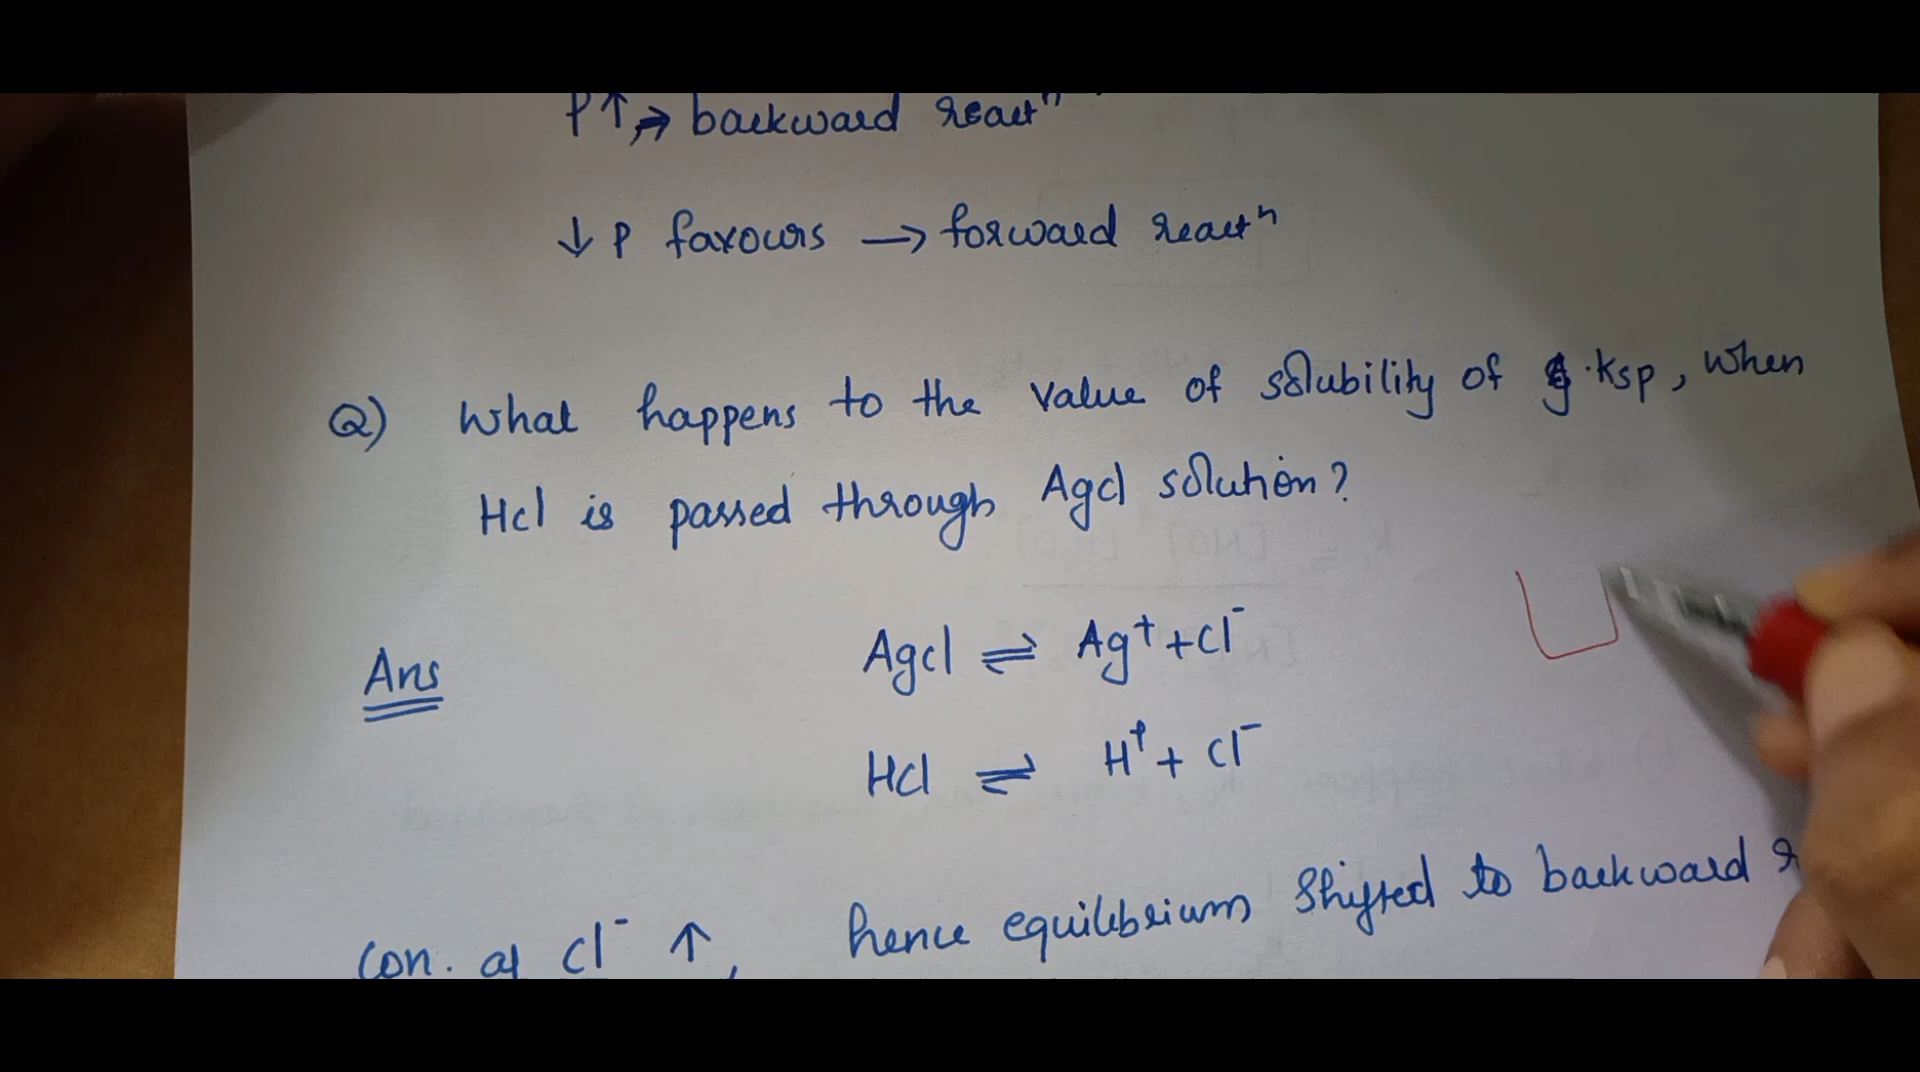 P↑, → backward reactⁿ
↓ P favours → forward reactⁿ
Q) What happens to the value of solubility of & ksp, when
Hcl is passed through Agcl solution?
Ans
Agcl ⇌ Ag⁺ + Cl⁻
Hcl ⇌ H⁺ + Cl⁻
con. of Cl⁻ ↑, hence equilibrium shifted to backward